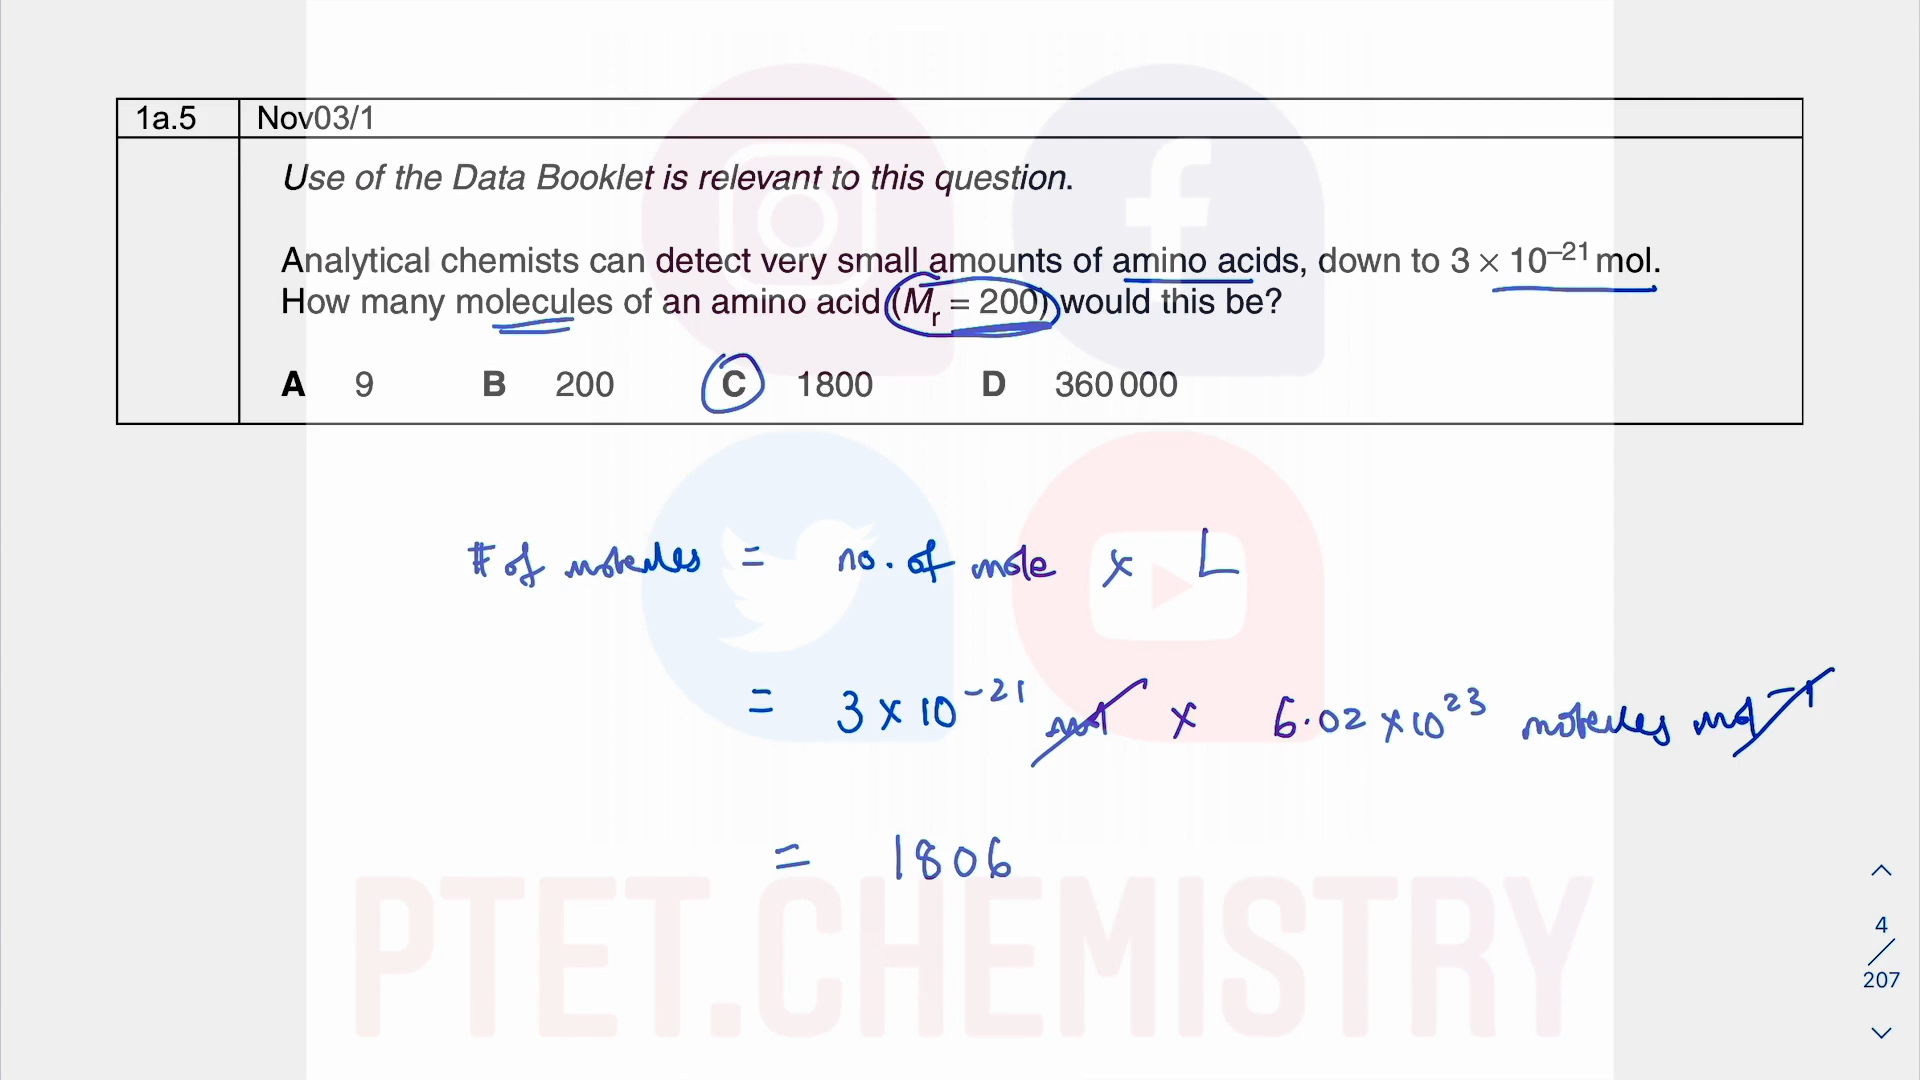 1a.5 Nov03/1
Use of the Data Booklet is relevant to this question.
Analytical chemists can detect very small amounts of amino acids, down to 3 × 10⁻²¹ mol.
How many molecules of an amino acid (Mᵣ = 200) would this be?
A 9 B 200 C 1800 D 360 000
# of molecules = no. of mole × L
= 3 × 10⁻²¹ mol × 6.02 × 10²³ molecules mol⁻¹
= 1806
PTET.CHEMISTRY
4
207